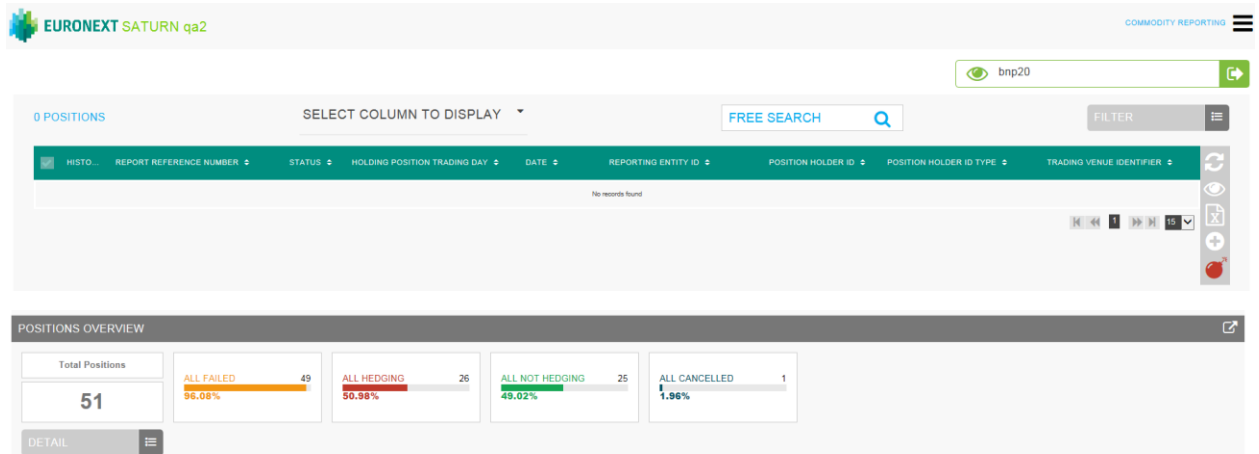 EURONEXT SATURN qa2
COMMODITY REPORTING
bnp20
0 POSITIONS
SELECT COLUMN TO DISPLAY
FREE SEARCH
FILTER
HISTO... REPORT REFERENCE NUMBER STATUS HOLDING POSITION TRADING DAY DATE REPORTING ENTITY ID POSITION HOLDER ID POSITION HOLDER ID TYPE TRADING VENUE IDENTIFIER
No records found
1 15
POSITIONS OVERVIEW
Total Positions
51
ALL FAILED 49
96.08%
ALL HEDGING 26
50.98%
ALL NOT HEDGING 25
49.02%
ALL CANCELLED 1
1.96%
DETAIL